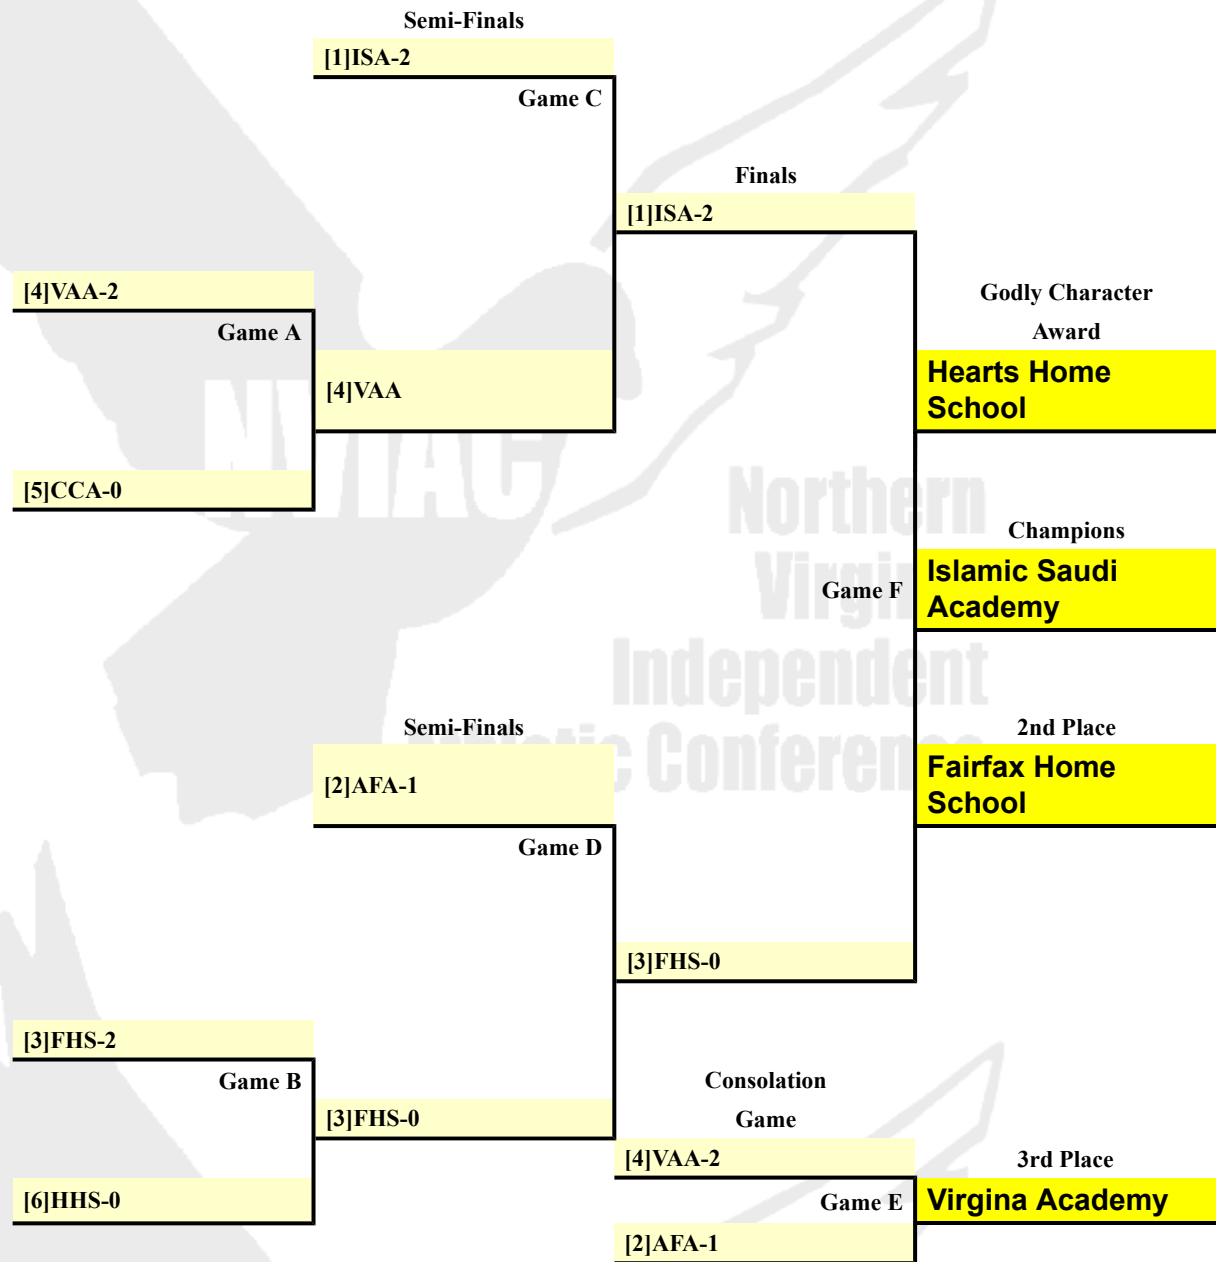 Semi-Finals
[1]ISA-2
Game C
Finals
[1]ISA-2
[4]VAA-2
Game A
[4]VAA
[5]CCA-0
Godly Character
Award
Hearts Home
School
Champions
Islamic Saudi
Academy
Game F
2nd Place
Fairfax Home
School
Semi-Finals
[2]AFA-1
Game D
[3]FHS-0
[3]FHS-2
Game B
[3]FHS-0
[6]HHS-0
Consolation
Game
[4]VAA-2
Game E
[2]AFA-1
3rd Place
Virgina Academy
NVIAC
Northern
Independent